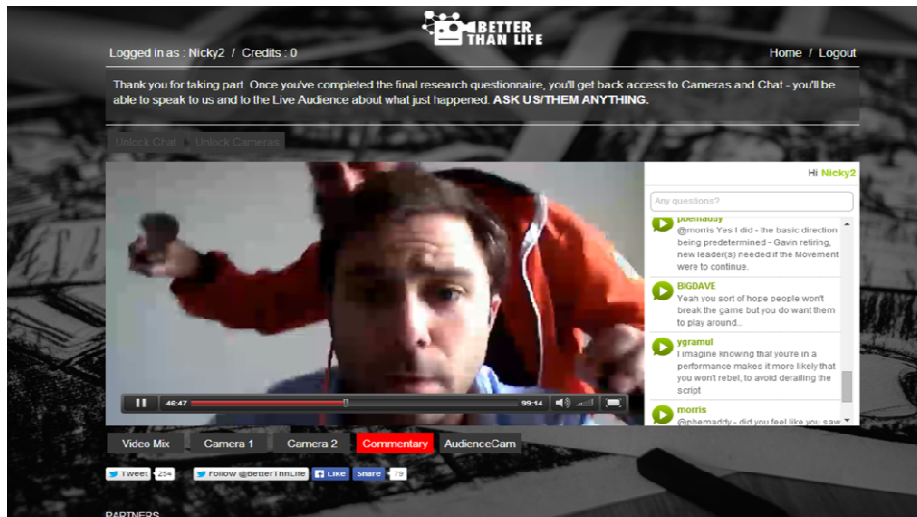 BETTER
THAN LIFE
Logged in as : Nicky2 / Credits : 0
Home / Logout
Thank you for taking part. Once you've completed the final research questionnaire, you'll get back access to Cameras and Chat - you'll be
able to speak to us and to the Live Audience about what just happened. ASK US/THEM ANYTHING.
Unlock Chat Unlock Cameras
Hi Nicky2
Any questions?
@morris Yes I did - the basic direction
being predetermined - Gavin retiring,
new leader(s) needed if the Movement
were to continue.
BIGDAVE
Yeah you sort of hope people won't
break the game but you do want them
to play around...
ygramul
I imagine knowing that you're in a
performance makes it more likely that
you won't rebel, to avoid derailing the
script
morris
did you feel like you saw
46:47
99:14
Video Mix Camera 1 Camera 2 Commentary AudienceCam
Tweet 254 Follow @BetterThnLife Like Share 79
PARTNERS